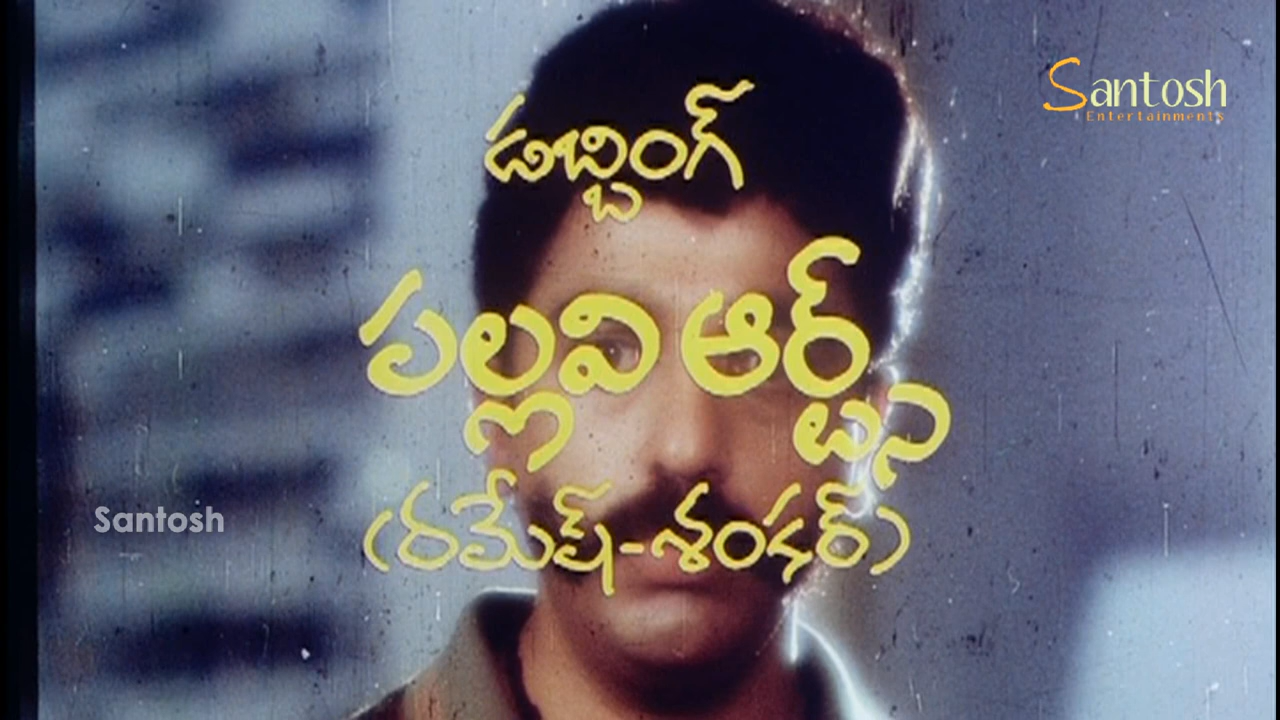 Santosh
Entertainments
డబ్బింగ్
పల్లవి ఆర్ట్స్
(రమేష్-శంకర్)
Santosh